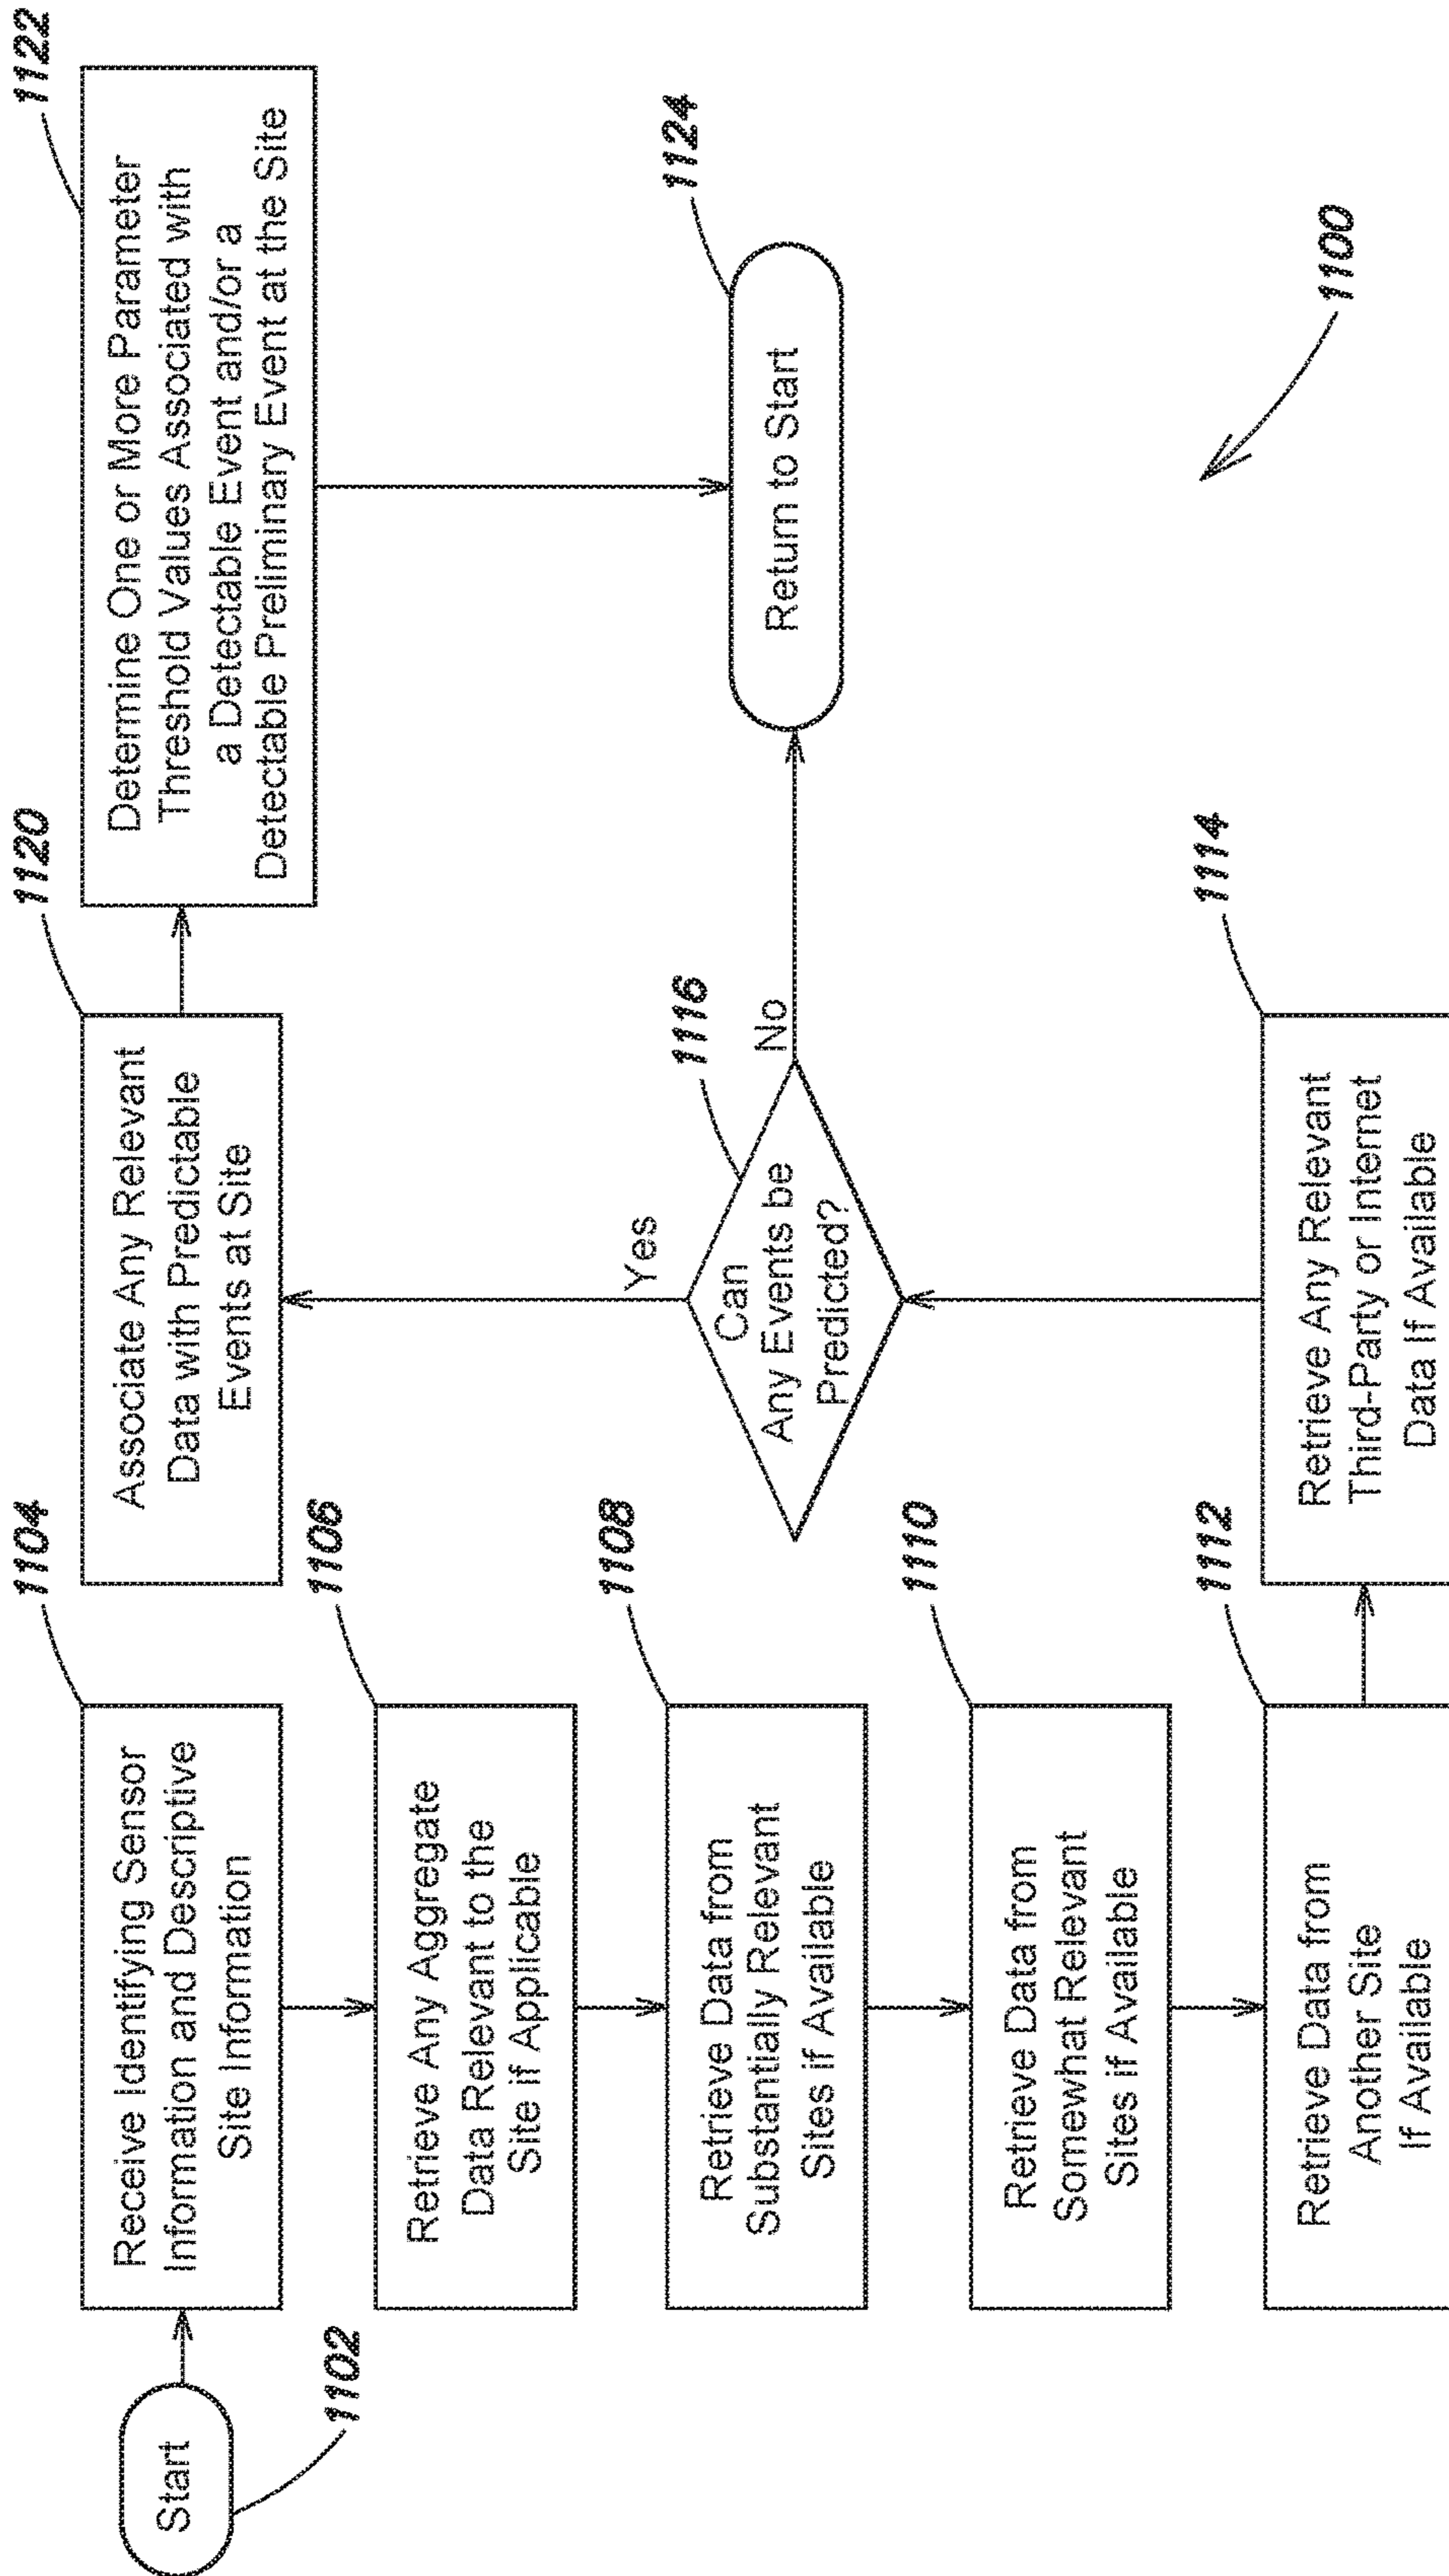 Start
1102
Receive Identifying Sensor
Information and Descriptive
Site Information
1104
Retrieve Any Aggregate
Data Relevant to the
Site if Applicable
1106
Retrieve Data from
Substantially Relevant
Sites if Available
1108
Retrieve Data from
Somewhat Relevant
Sites if Available
1110
Retrieve Data from
Another Site
If Available
1112
Retrieve Any Relevant
Third-Party or Internet
Data If Available
1114
Can
Any Events be
Predicted?
1116
Yes
No
Associate Any Relevant
Data with Predictable
Events at Site
1120
Determine One or More Parameter
Threshold Values Associated with
a Detectable Event and/or a
Detectable Preliminary Event at the Site
1122
Return to Start
1124
1100